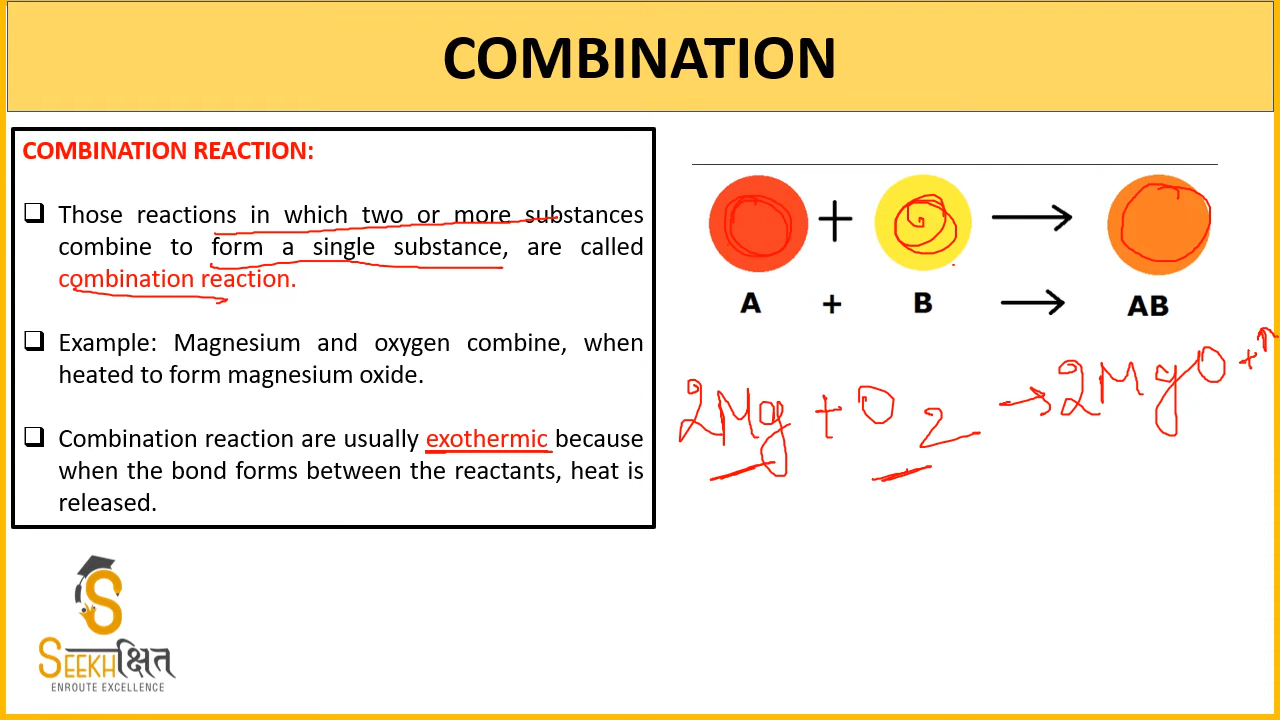 COMBINATION
COMBINATION REACTION:
❑ Those reactions in which two or more substances
combine to form a single substance, are called
combination reaction.
❑ Example: Magnesium and oxygen combine, when
heated to form magnesium oxide.
❑ Combination reaction are usually exothermic because
when the bond forms between the reactants, heat is
released.
+ →
A + B → AB
2Mg + O2 → 2MgO +
S
SEEKHक्षित
ENROUTE EXCELLENCE